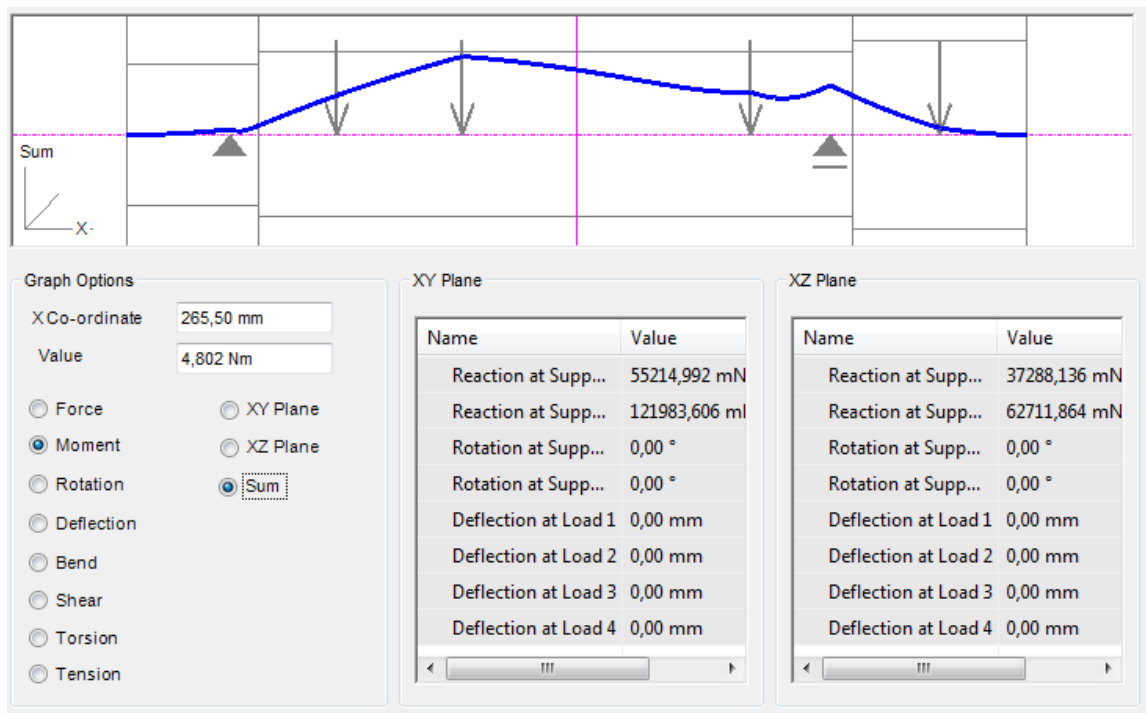 Sum
X-
Graph Options
X Co-ordinate 265,50 mm
Value 4,802 Nm
Force XY Plane
Moment XZ Plane
Rotation Sum
Deflection
Bend
Shear
Torsion
Tension
XY Plane
Name Value
Reaction at Supp... 55214,992 mN
Reaction at Supp... 121983,606 ml
Rotation at Supp... 0,00 °
Rotation at Supp... 0,00 °
Deflection at Load 1 0,00 mm
Deflection at Load 2 0,00 mm
Deflection at Load 3 0,00 mm
Deflection at Load 4 0,00 mm
XZ Plane
Name Value
Reaction at Supp... 37288,136 mN
Reaction at Supp... 62711,864 mN
Rotation at Supp... 0,00 °
Rotation at Supp... 0,00 °
Deflection at Load 1 0,00 mm
Deflection at Load 2 0,00 mm
Deflection at Load 3 0,00 mm
Deflection at Load 4 0,00 mm